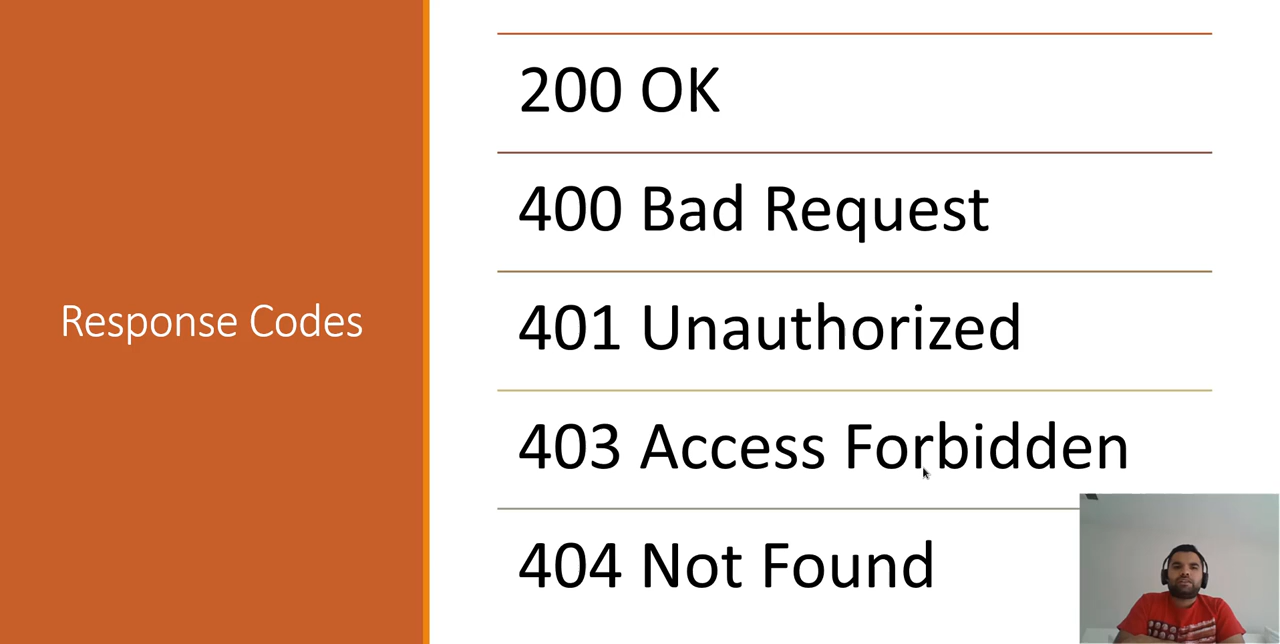 Response Codes
200 OK
400 Bad Request
401 Unauthorized
403 Access Forbidden
404 Not Found